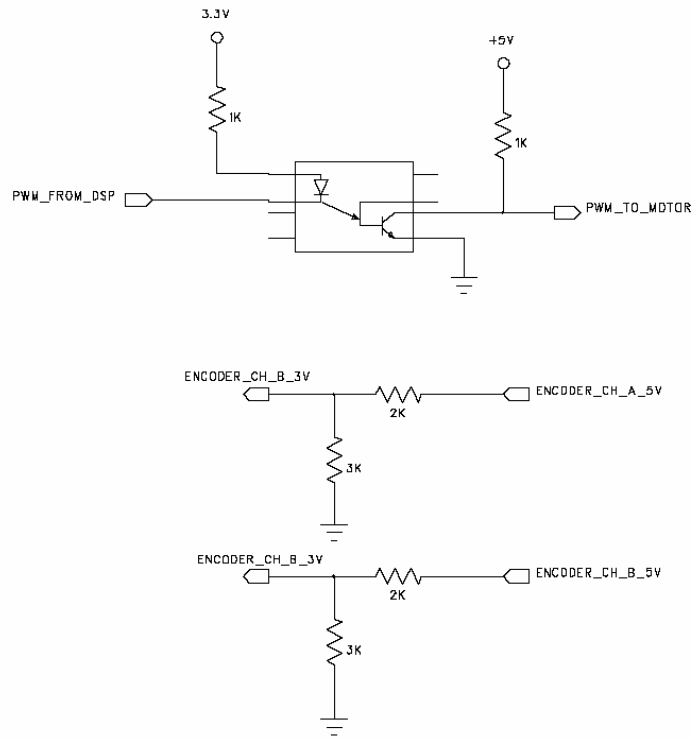 3.3V
+5V
1K
1K
PWM_FROM_DSP
PWM_TO_MOTOR
ENCODER_CH_B_3V
ENCODER_CH_A_5V
2K
3K
ENCODER_CH_B_3V
ENCODER_CH_B_5V
2K
3K